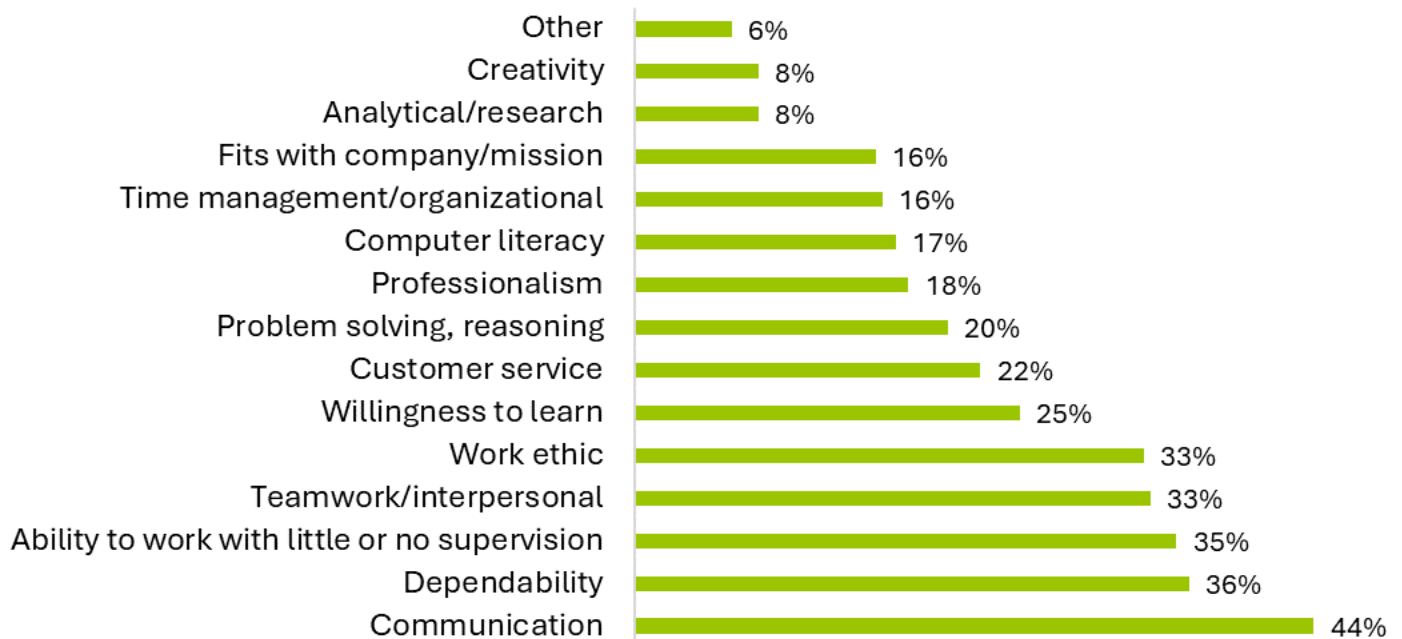 Other 6%
Creativity 8%
Analytical/research 8%
Fits with company/mission 16%
Time management/organizational 16%
Computer literacy 17%
Professionalism 18%
Problem solving, reasoning 20%
Customer service 22%
Willingness to learn 25%
Work ethic 33%
Teamwork/interpersonal 33%
Ability to work with little or no supervision 35%
Dependability 36%
Communication 44%